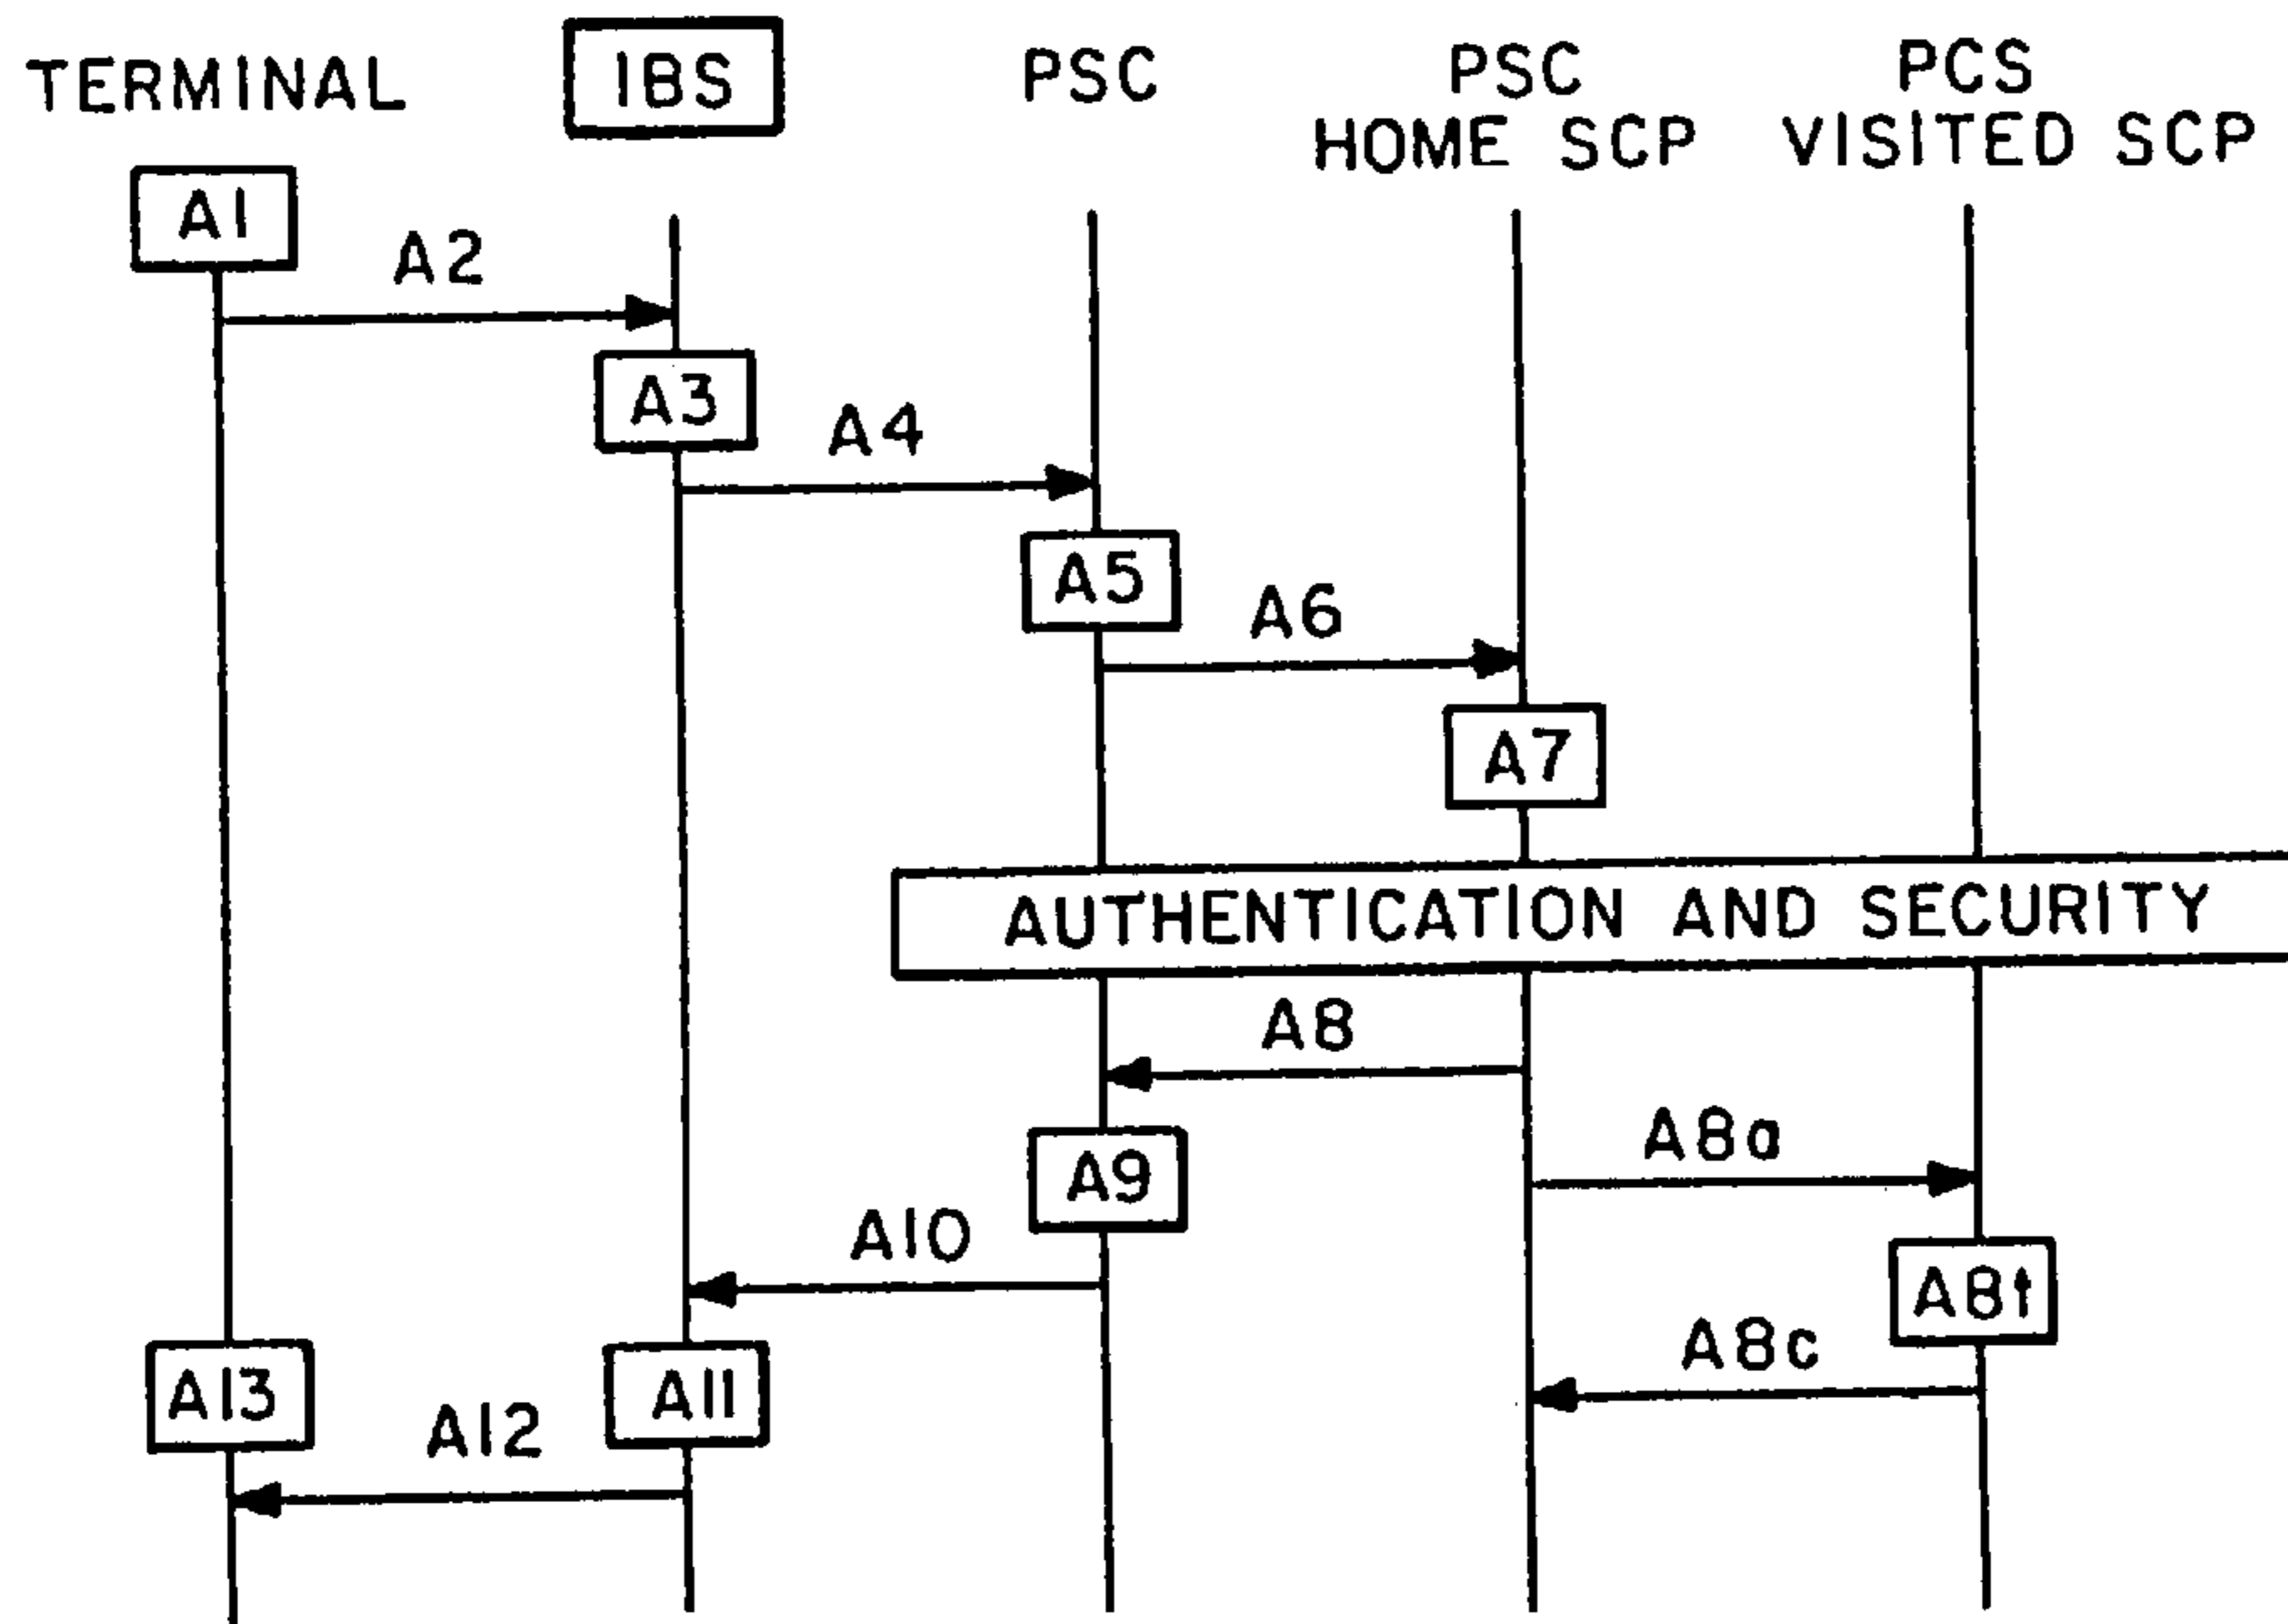 TERMINAL
IBS
PSC
PSC
HOME SCP
PCS
VISITED SCP
A1
A2
A3
A4
A5
A6
A7
AUTHENTICATION AND SECURITY
A8
A8a
A9
A10
A8c
A13
A11
A12